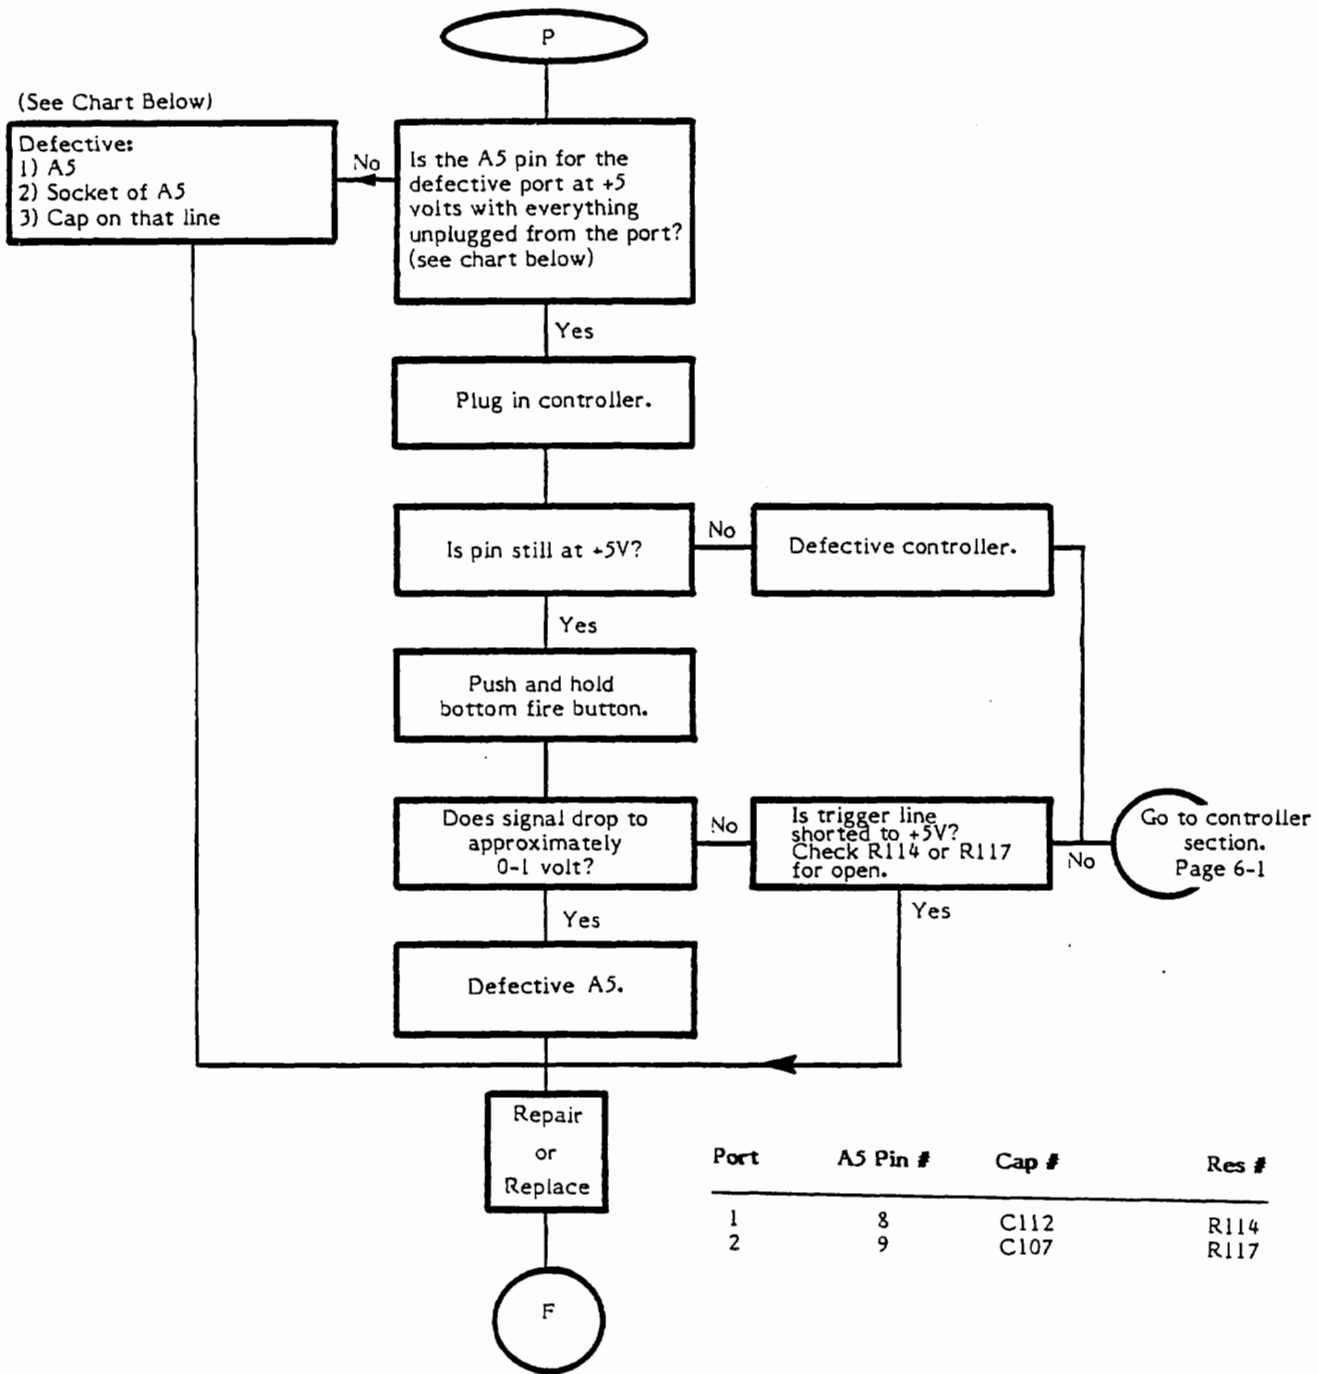 P
(See Chart Below)
Defective:
1) A5
2) Socket of A5
3) Cap on that line
No
Is the A5 pin for the
defective port at +5
volts with everything
unplugged from the port?
(see chart below)
Yes
Plug in controller.
Is pin still at +5V?
No
Defective controller.
Yes
Push and hold
bottom fire button.
Does signal drop to
approximately
0-1 volt?
No
Is trigger line
shorted to +5V?
Check R114 or R117
for open.
No
Go to controller
section.
Page 6-1
Yes
Yes
Defective A5.
Repair
or
Replace
F
Port A5 Pin # Cap # Res #
1 8 C112 R114
2 9 C107 R117